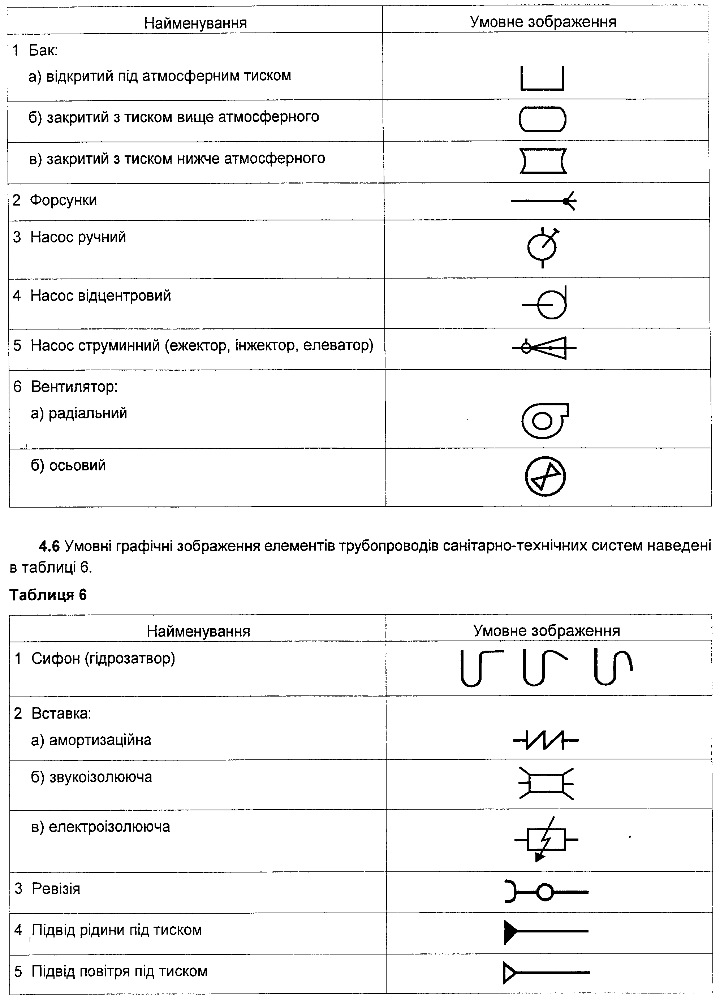 Найменування
Умовне зображення
1 Бак:
а) відкритий під атмосферним тиском
б) закритий з тиском вище атмосферного
в) закритий з тиском нижче атмосферного
2 Форсунки
3 Насос ручний
4 Насос відцентровий
5 Насос струминний (ежектор, інжектор, елеватор)
6 Вентилятор:
а) радіальний
б) осьовий
4.6 Умовні графічні зображення елементів трубопроводів санітарно-технічних систем наведені
в таблиці 6.
Таблиця 6
Найменування
Умовне зображення
1 Сифон (гідрозатвор)
2 Вставка:
а) амортизаційна
б) звукоізолююча
в) електроізолююча
3 Ревізія
4 Підвід рідини під тиском
5 Підвід повітря під тиском